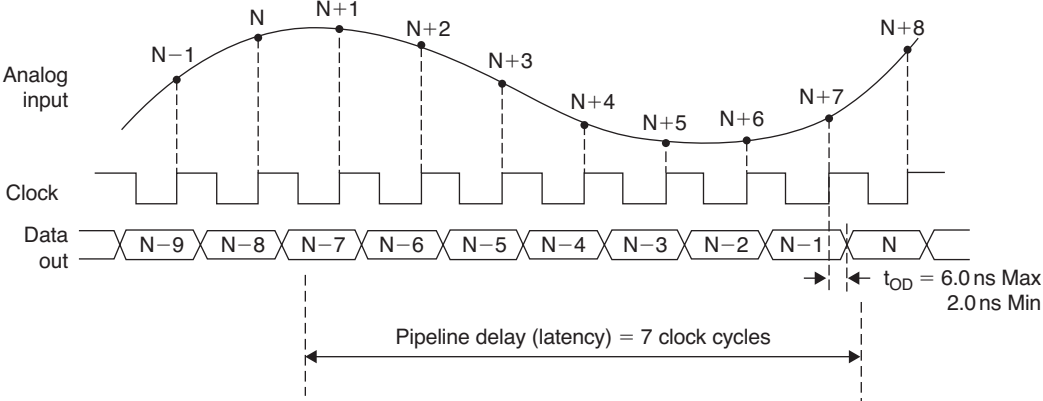 N−1
N
N+1
N+2
N+3
N+4
N+5
N+6
N+7
N+8
Analog
input
Clock
Data
out
N−9
N−8
N−7
N−6
N−5
N−4
N−3
N−2
N−1
N
tOD = 6.0 ns Max
2.0 ns Min
Pipeline delay (latency) = 7 clock cycles